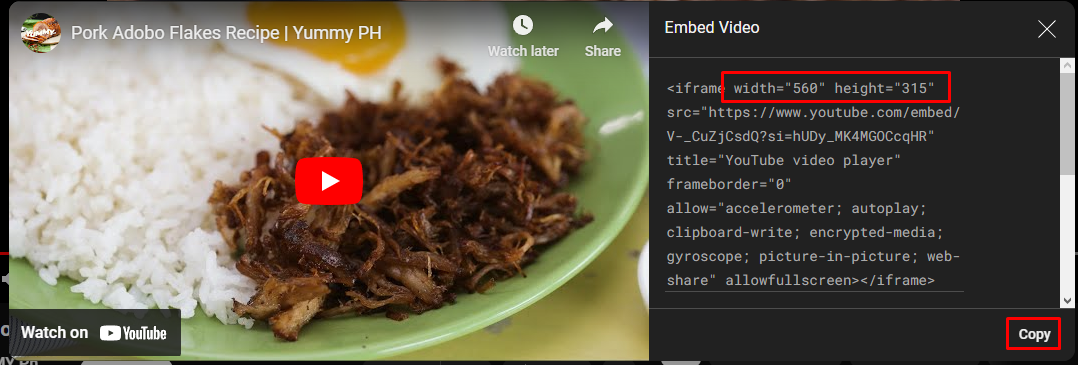 YUMMY.
Pork Adobo Flakes Recipe | Yummy PH
Watch later
Share
Embed Video
<iframe width="560" height="315"
src="https://www.youtube.com/embed/
V-_CuZjCsdQ?si=hUDy_MK4MGOCcqHR"
title="YouTube video player"
frameborder="0"
allow="accelerometer; autoplay;
clipboard-write; encrypted-media;
gyroscope; picture-in-picture; web-
share" allowfullscreen></iframe>
Watch on YouTube
Copy